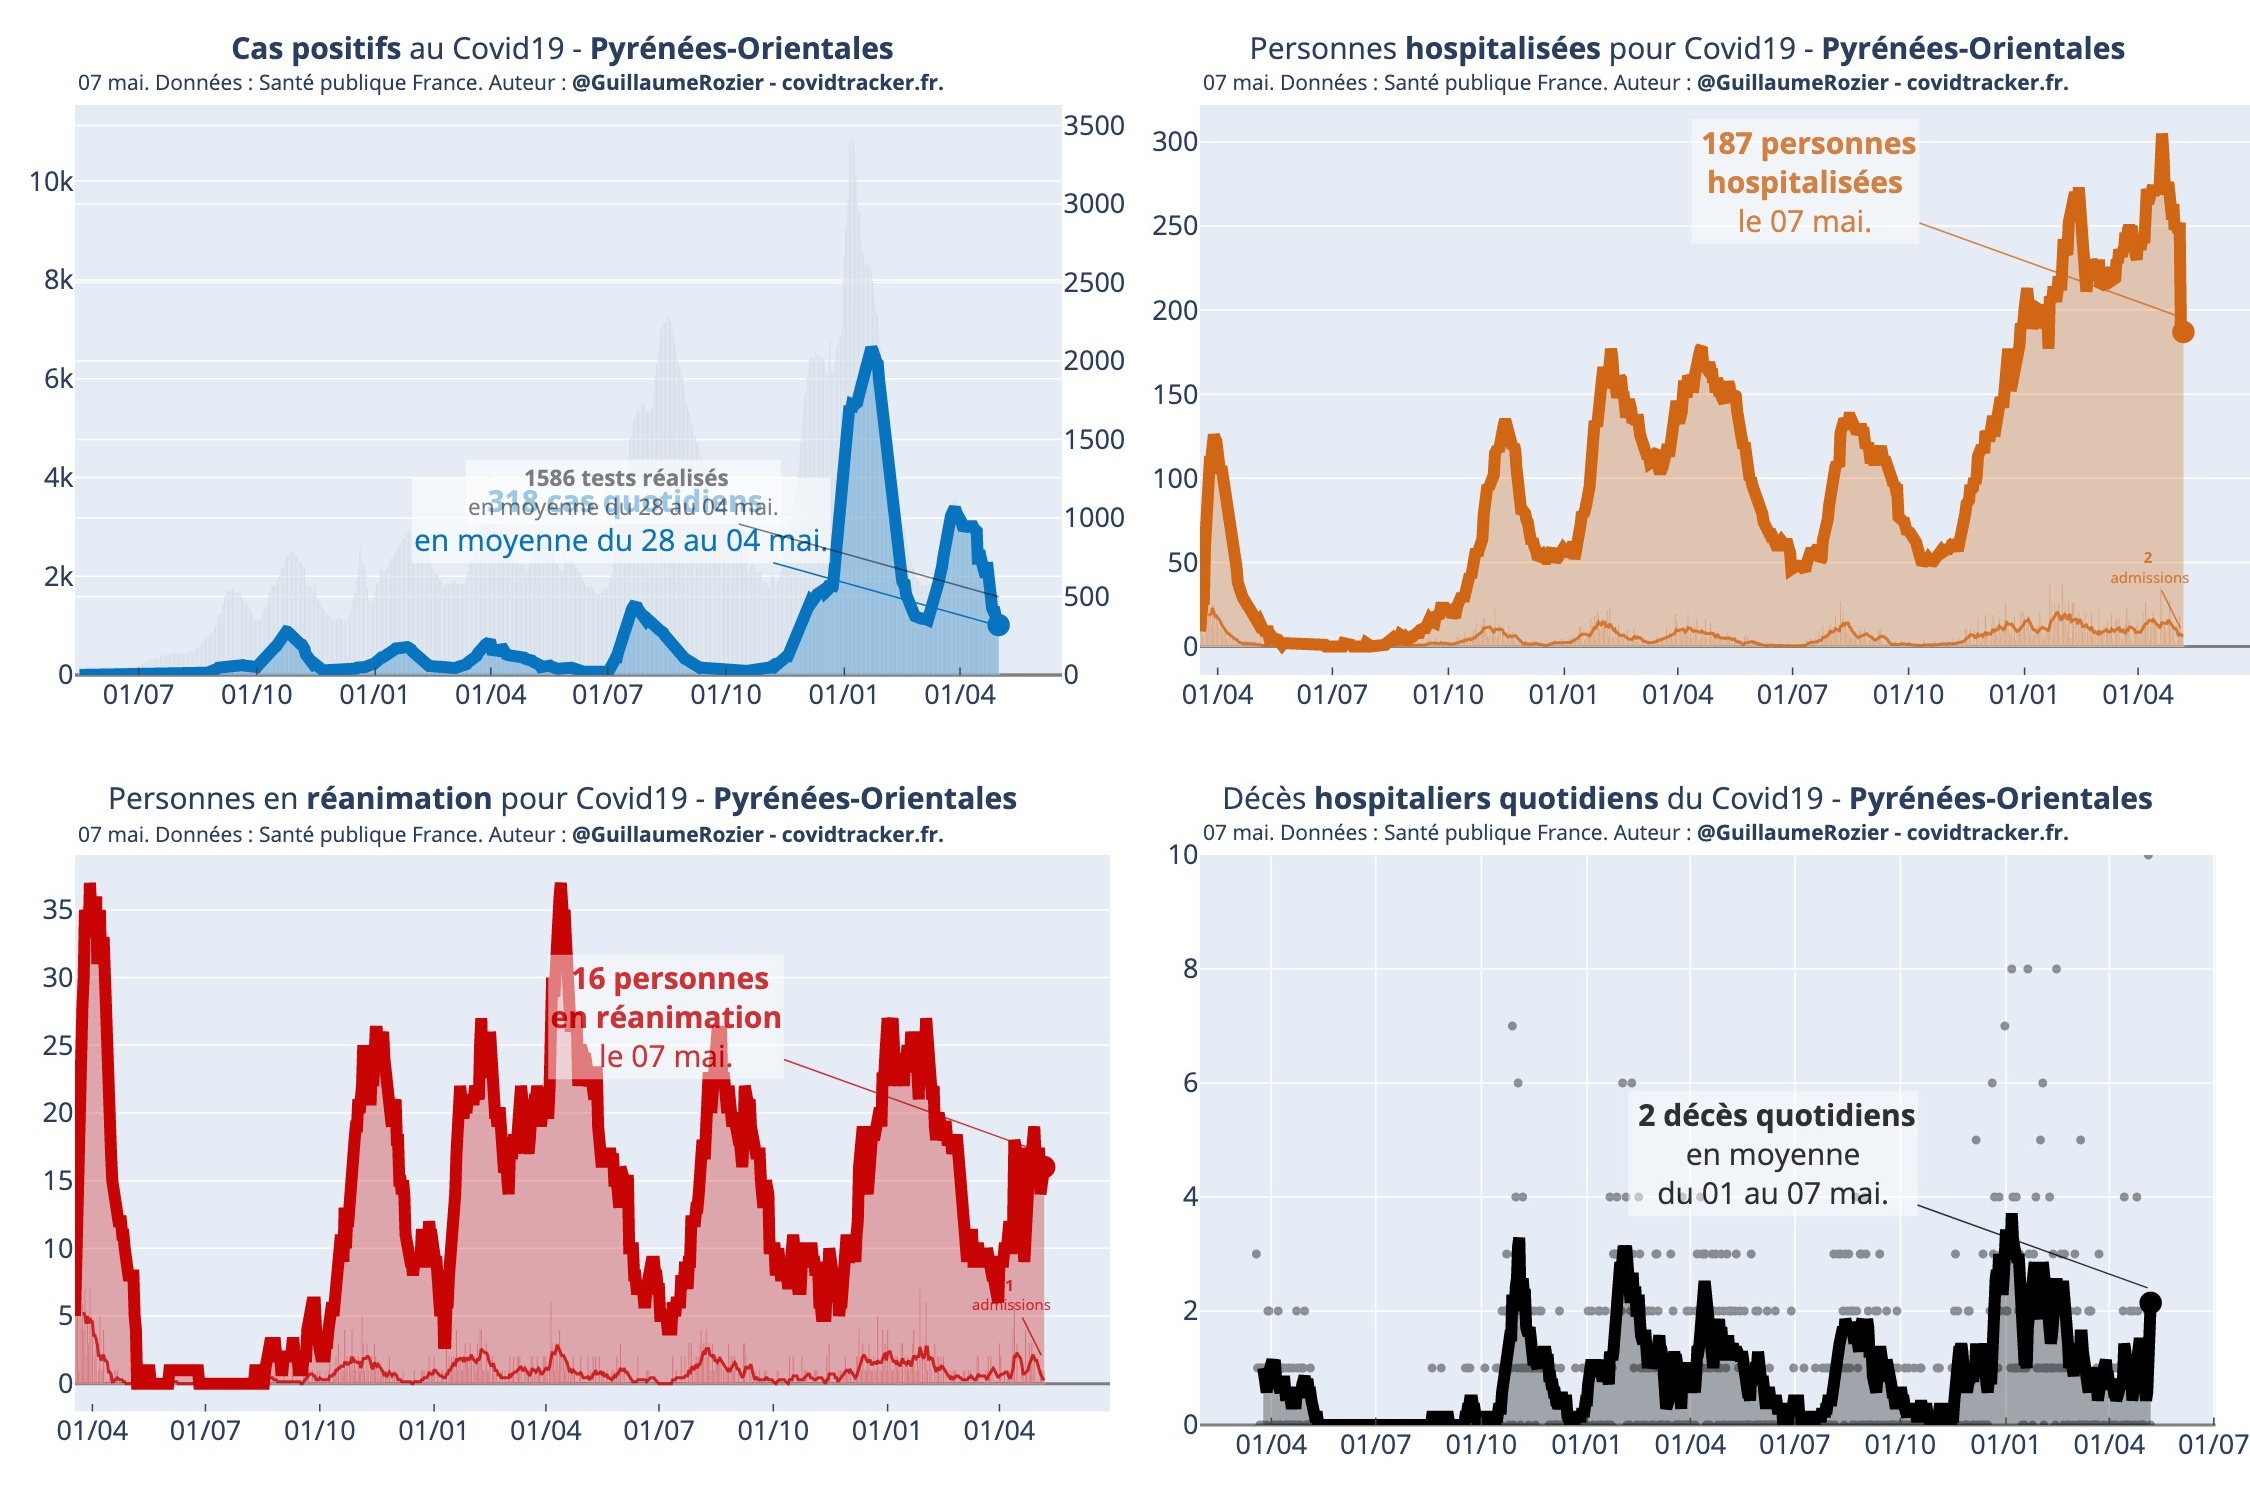 Cas positifs au Covid19 - Pyrénées-Orientales
07 mai. Données : Santé publique France. Auteur : @GuillaumeRozier - covidtracker.fr.
10k
8k
6k
4k
2k
0
3500
3000
2500
2000
1500
1000
500
0
1586 tests réalisés
en moyenne du 28 au 04 mai.
318 cas quotidiens
en moyenne du 28 au 04 mai.
01/07 01/10 01/01 01/04 01/07 01/10 01/01 01/04
Personnes hospitalisées pour Covid19 - Pyrénées-Orientales
07 mai. Données : Santé publique France. Auteur : @GuillaumeRozier - covidtracker.fr.
300
250
200
150
100
50
0
187 personnes
hospitalisées
le 07 mai.
2
admissions
01/04 01/07 01/10 01/01 01/04 01/07 01/10 01/01 01/04
Personnes en réanimation pour Covid19 - Pyrénées-Orientales
07 mai. Données : Santé publique France. Auteur : @GuillaumeRozier - covidtracker.fr.
35
30
25
20
15
10
5
0
16 personnes
en réanimation
le 07 mai.
1
admissions
01/04 01/07 01/10 01/01 01/04 01/07 01/10 01/01 01/04
Décès hospitaliers quotidiens du Covid19 - Pyrénées-Orientales
07 mai. Données : Santé publique France. Auteur : @GuillaumeRozier - covidtracker.fr.
10
8
6
4
2
0
2 décès quotidiens
en moyenne
du 01 au 07 mai.
01/04 01/07 01/10 01/01 01/04 01/07 01/10 01/01 01/04 01/07